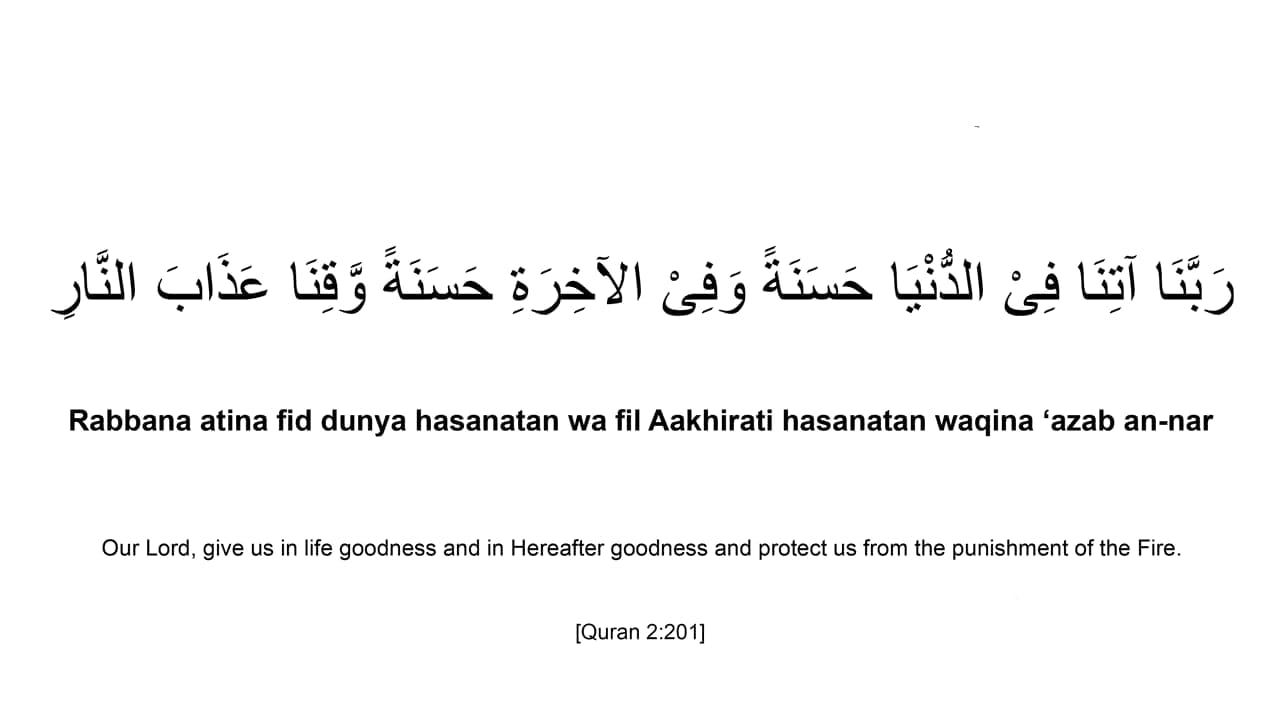 رَبَّنَا آتِنَا فِىْ الدُّنْيَا حَسَنَةً وَفِىْ الآخِرَةِ حَسَنَةً وَّقِنَا عَذَابَ النَّارِ
Rabbana atina fid dunya hasanatan wa fil Aakhirati hasanatan waqina ‘azab an-nar
Our Lord, give us in life goodness and in Hereafter goodness and protect us from the punishment of the Fire.
[Quran 2:201]